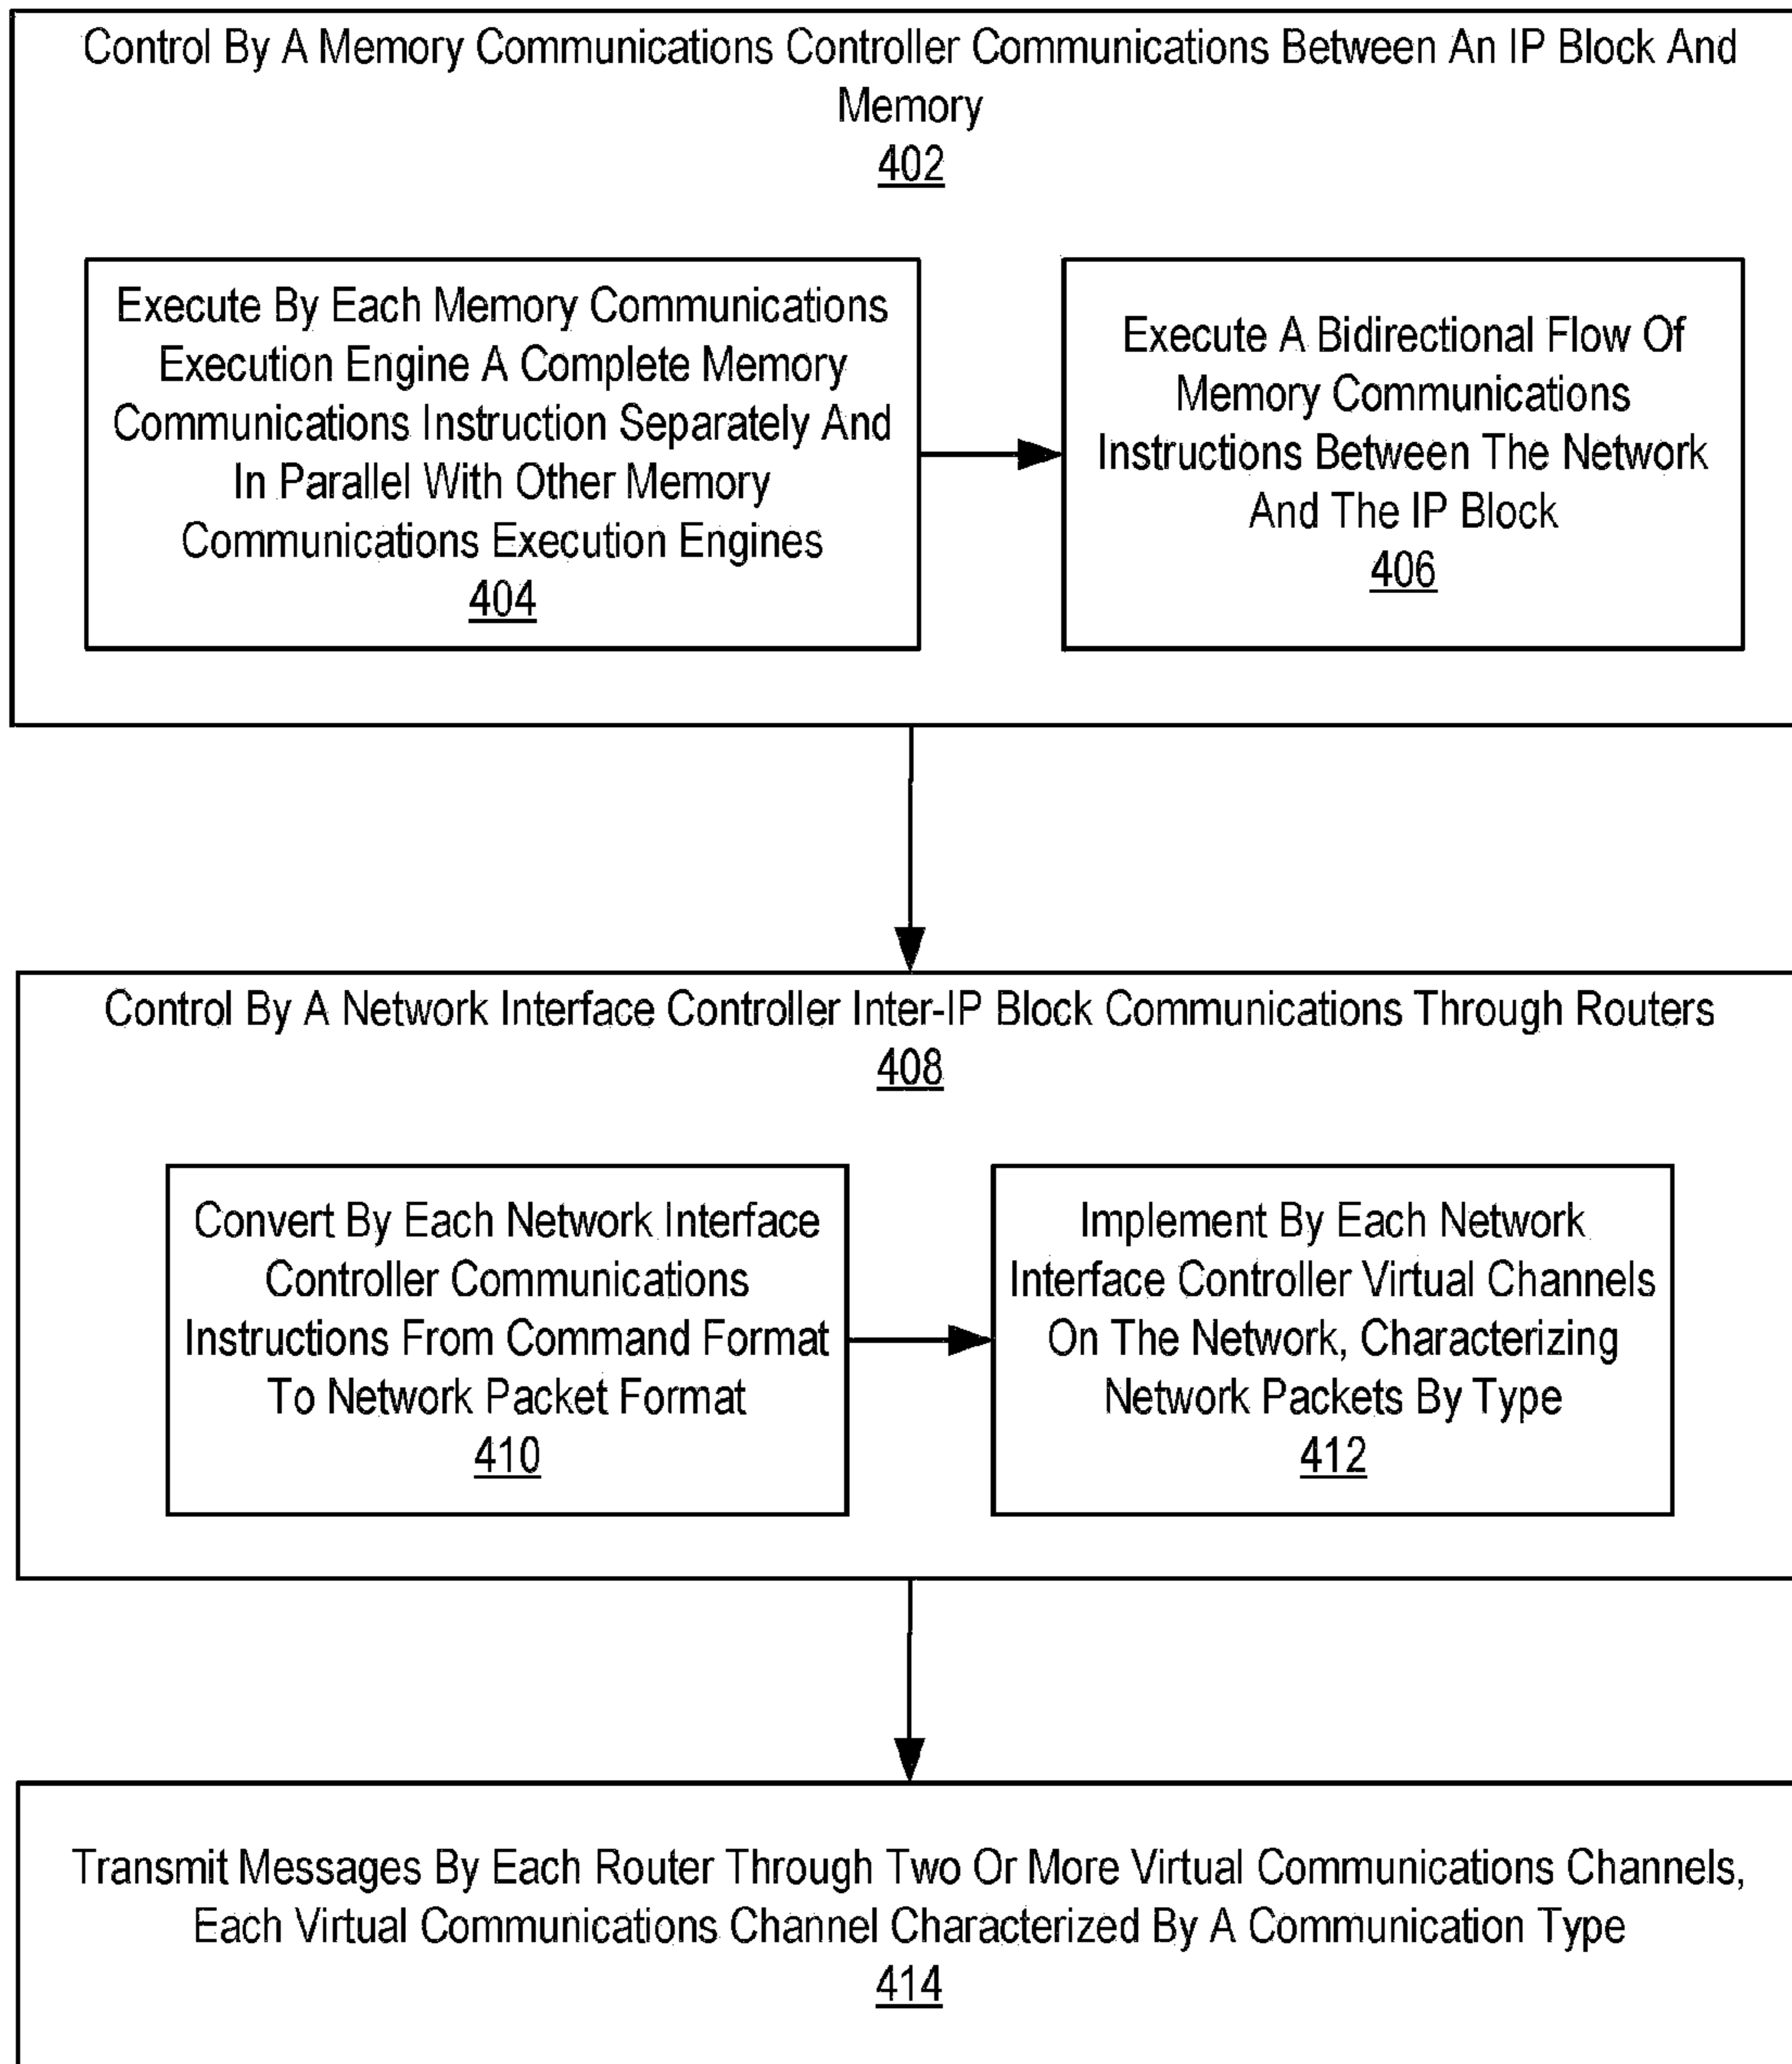 Control By A Memory Communications Controller Communications Between An IP Block And
Memory
402
Execute By Each Memory Communications
Execution Engine A Complete Memory
Communications Instruction Separately And
In Parallel With Other Memory
Communications Execution Engines
404
Execute A Bidirectional Flow Of
Memory Communications
Instructions Between The Network
And The IP Block
406
Control By A Network Interface Controller Inter-IP Block Communications Through Routers
408
Convert By Each Network Interface
Controller Communications
Instructions From Command Format
To Network Packet Format
410
Implement By Each Network
Interface Controller Virtual Channels
On The Network, Characterizing
Network Packets By Type
412
Transmit Messages By Each Router Through Two Or More Virtual Communications Channels,
Each Virtual Communications Channel Characterized By A Communication Type
414